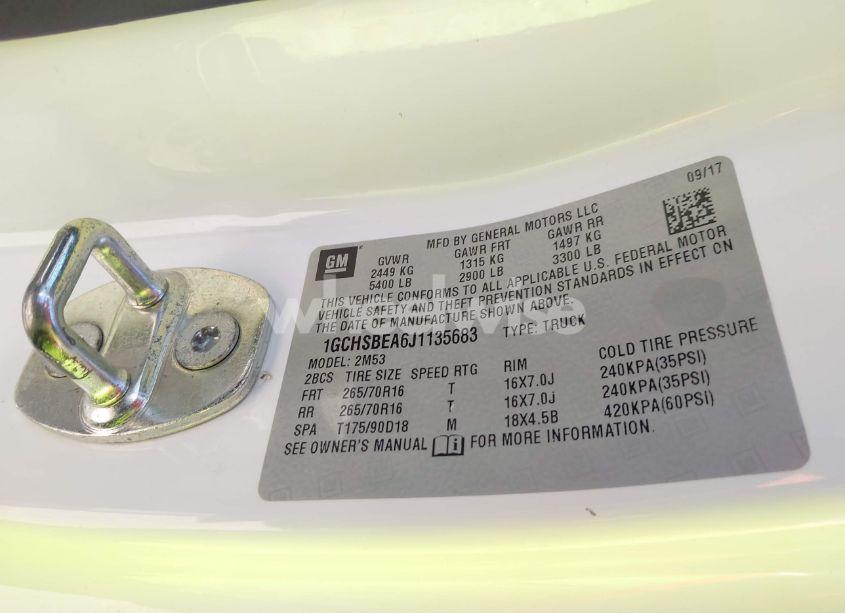 09/17
MFD BY GENERAL MOTORS LLC
GM
GVWR GAWR FRT GAWR RR
2449 KG 1315 KG 1497 KG
5400 LB 2900 LB 3300 LB
THIS VEHICLE CONFORMS TO ALL APPLICABLE U.S. FEDERAL MOTOR
VEHICLE SAFETY AND THEFT PREVENTION STANDARDS IN EFFECT ON
THE DATE OF MANUFACTURE SHOWN ABOVE:
1GCHSBEA6J1135683 TYPE: TRUCK
MODEL: 2M53
2BCS TIRE SIZE SPEED RTG RIM COLD TIRE PRESSURE
FRT 265/70R16 T 16X7.0J 240KPA(35PSI)
RR 265/70R16 T 16X7.0J 240KPA(35PSI)
SPA T175/90D18 M 18X4.5B 420KPA(60PSI)
SEE OWNER'S MANUAL FOR MORE INFORMATION.